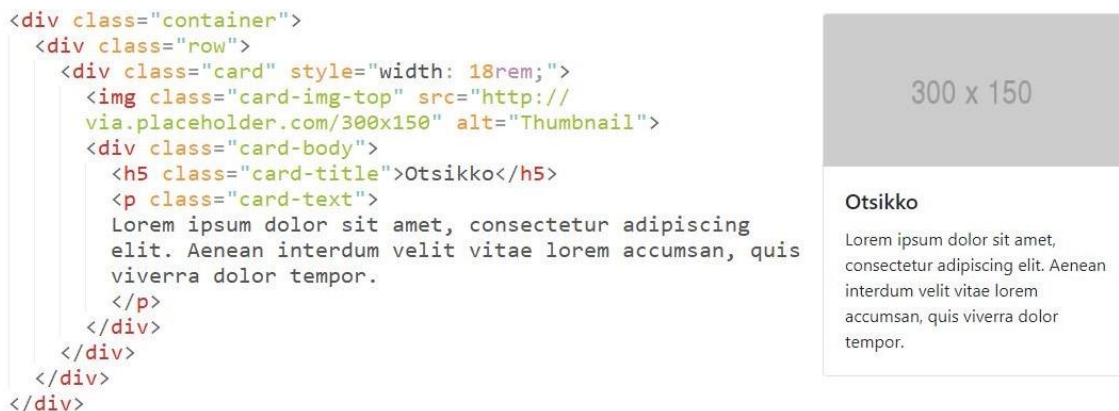 <div class="container">
<div class="row">
<div class="card" style="width: 18rem;">
<img class="card-img-top" src="http://
via.placeholder.com/300x150" alt="Thumbnail">
<div class="card-body">
<h5 class="card-title">Otsikko</h5>
<p class="card-text">
Lorem ipsum dolor sit amet, consectetur adipiscing
elit. Aenean interdum velit vitae lorem accumsan, quis
viverra dolor tempor.
</p>
</div>
</div>
</div>
</div>
300 x 150
Otsikko
Lorem ipsum dolor sit amet,
consectetur adipiscing elit. Aenean
interdum velit vitae lorem
accumsan, quis viverra dolor
tempor.